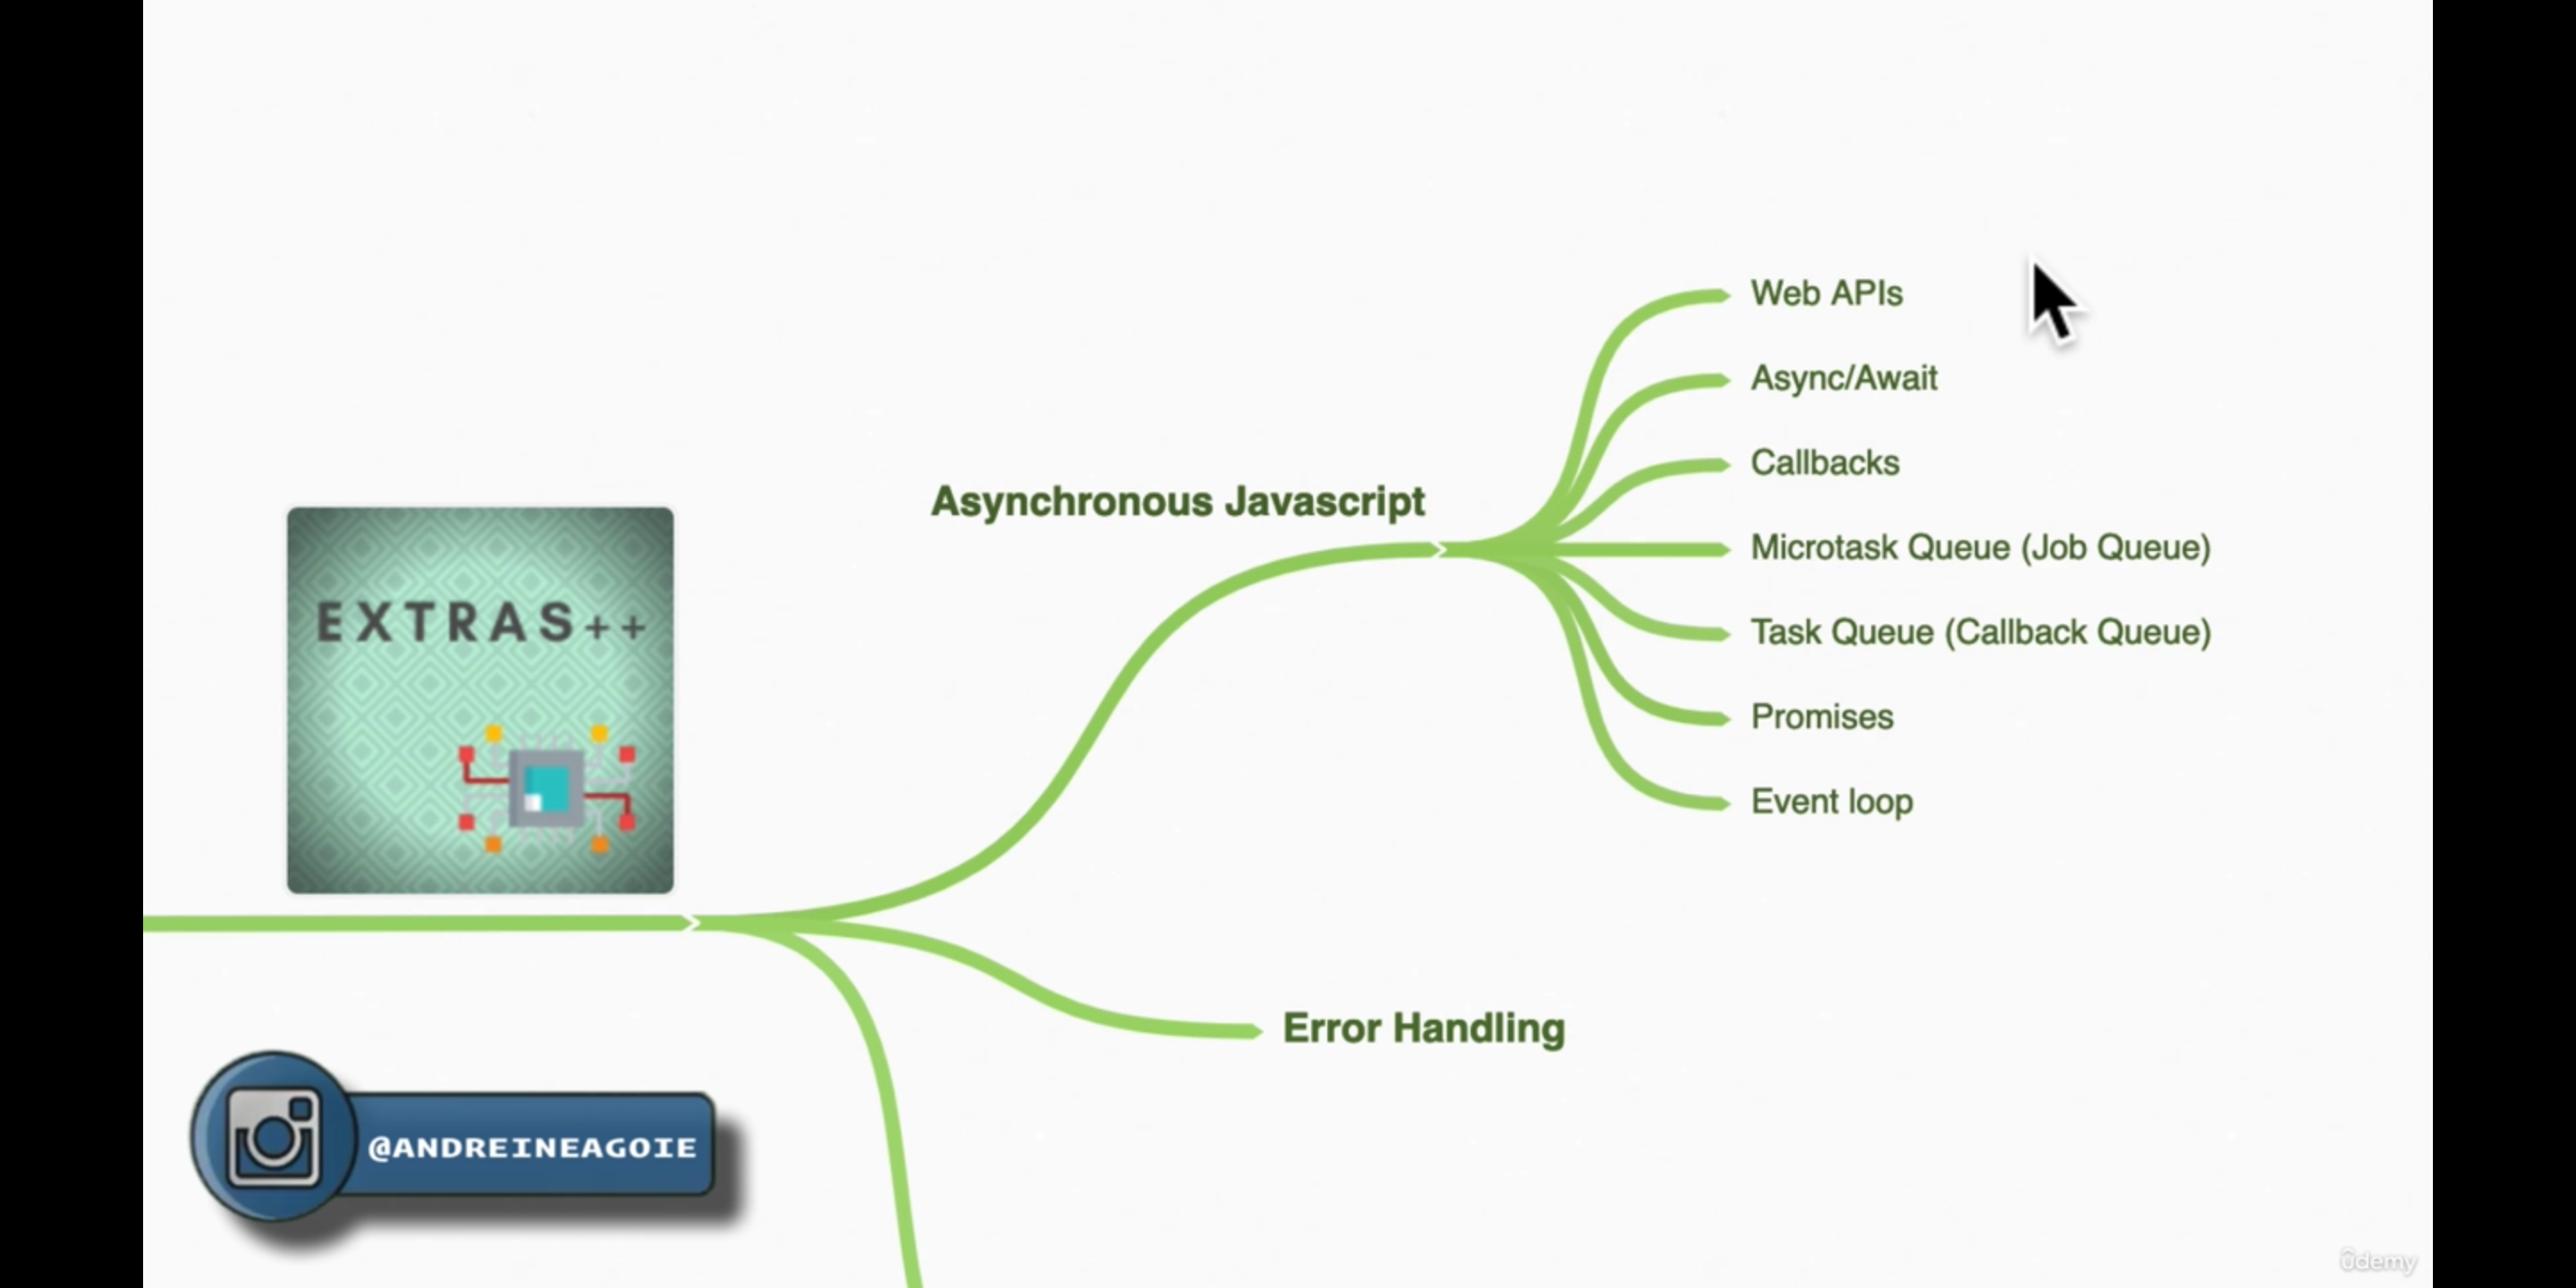 Web APIs
Async/Await
Callbacks
Asynchronous Javascript
Microtask Queue (Job Queue)
EXTRAS++
Task Queue (Callback Queue)
Promises
Event loop
Error Handling
@ANDREINEAGOIE
ûdemy